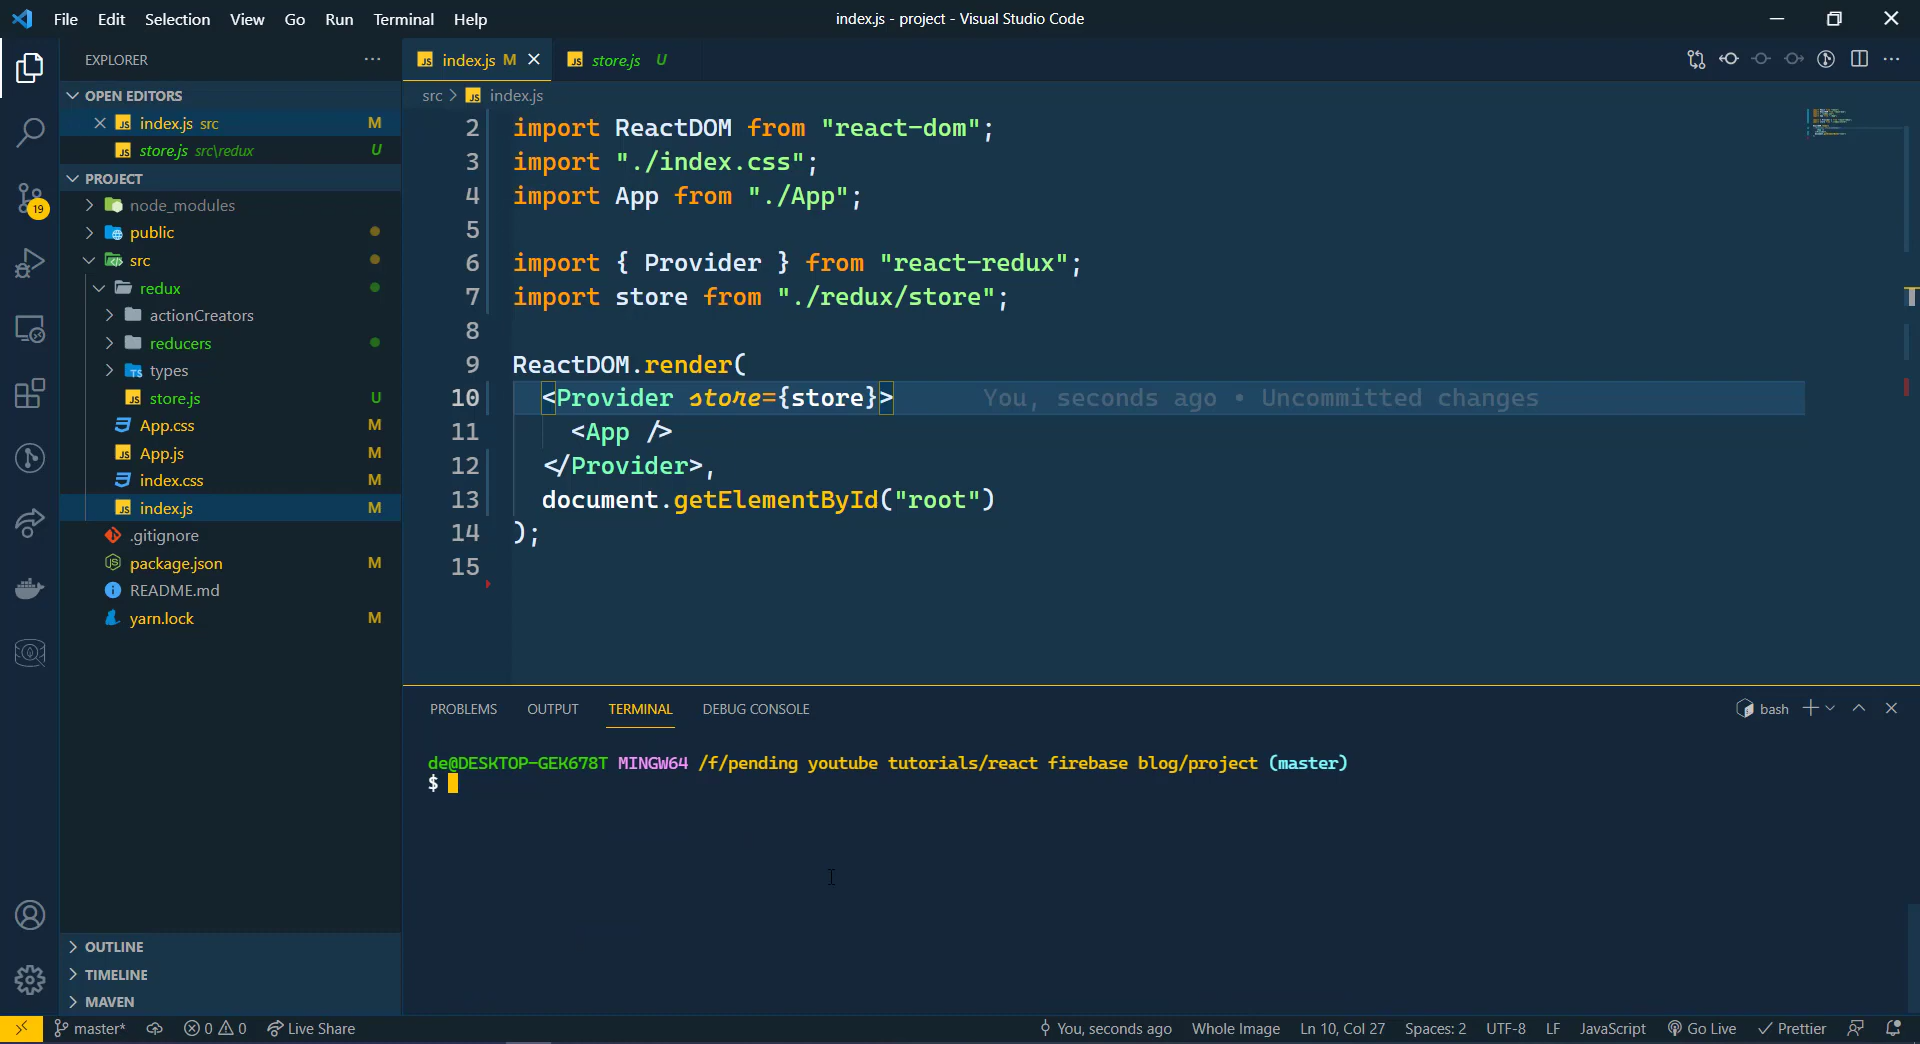 File Edit Selection View Go Run Terminal Help
index.js - project - Visual Studio Code
EXPLORER
OPEN EDITORS
index.js src M
store.js src\redux U
PROJECT
node_modules
public
src
redux
actionCreators
reducers
types
store.js U
App.css M
App.js M
index.css M
index.js M
.gitignore
package.json M
README.md
yarn.lock M
OUTLINE
TIMELINE
MAVEN
19
index.js M
store.js U
src > index.js
2 import ReactDOM from "react-dom";
3 import "./index.css";
4 import App from "./App";
5
6 import { Provider } from "react-redux";
7 import store from "./redux/store";
8
9 ReactDOM.render(
10 <Provider store={store}> You, seconds ago • Uncommitted changes
11 <App />
12 </Provider>,
13 document.getElementById("root")
14 );
15
PROBLEMS OUTPUT TERMINAL DEBUG CONSOLE
bash
de@DESKTOP-GEK678T MINGW64 /f/pending youtube tutorials/react firebase blog/project (master)
$
master* 0 0 Live Share
You, seconds ago Whole Image Ln 10, Col 27 Spaces: 2 UTF-8 LF JavaScript Go Live Prettier